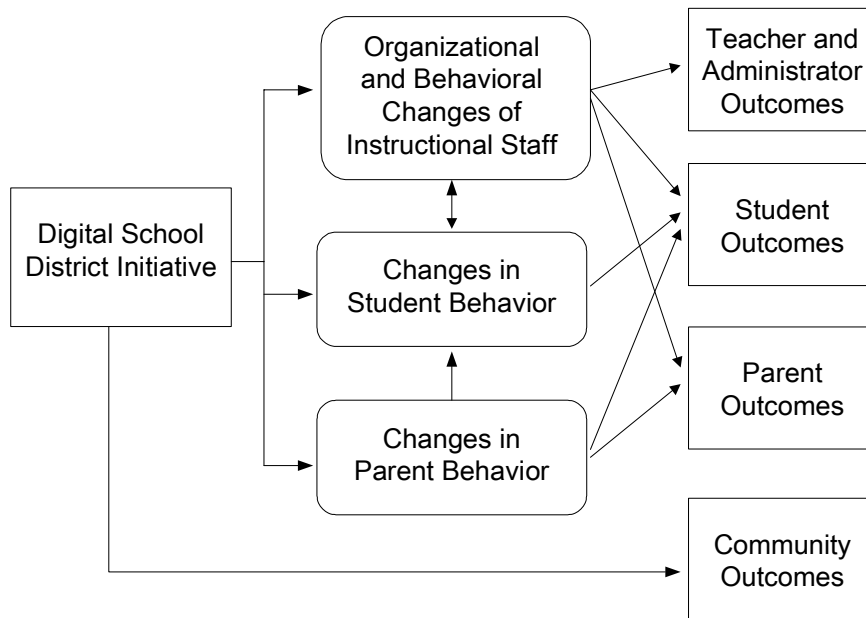 Digital School
District Initiative
Organizational
and Behavioral
Changes of
Instructional Staff
Changes in
Student Behavior
Changes in
Parent Behavior
Teacher and
Administrator
Outcomes
Student
Outcomes
Parent
Outcomes
Community
Outcomes